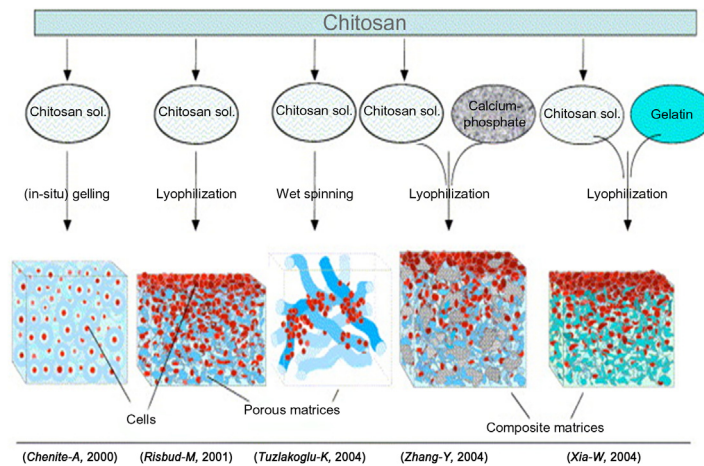 Chitosan
Chitosan sol.
Chitosan sol.
Chitosan sol.
Chitosan sol.
Calcium-
phosphate
Chitosan sol.
Gelatin
(in-situ) gelling
Lyophilization
Wet spinning
Lyophilization
Lyophilization
Cells
Porous matrices
Composite matrices
(Chenite-A, 2000)
(Risbud-M, 2001)
(Tuzlakoglu-K, 2004)
(Zhang-Y, 2004)
(Xia-W, 2004)